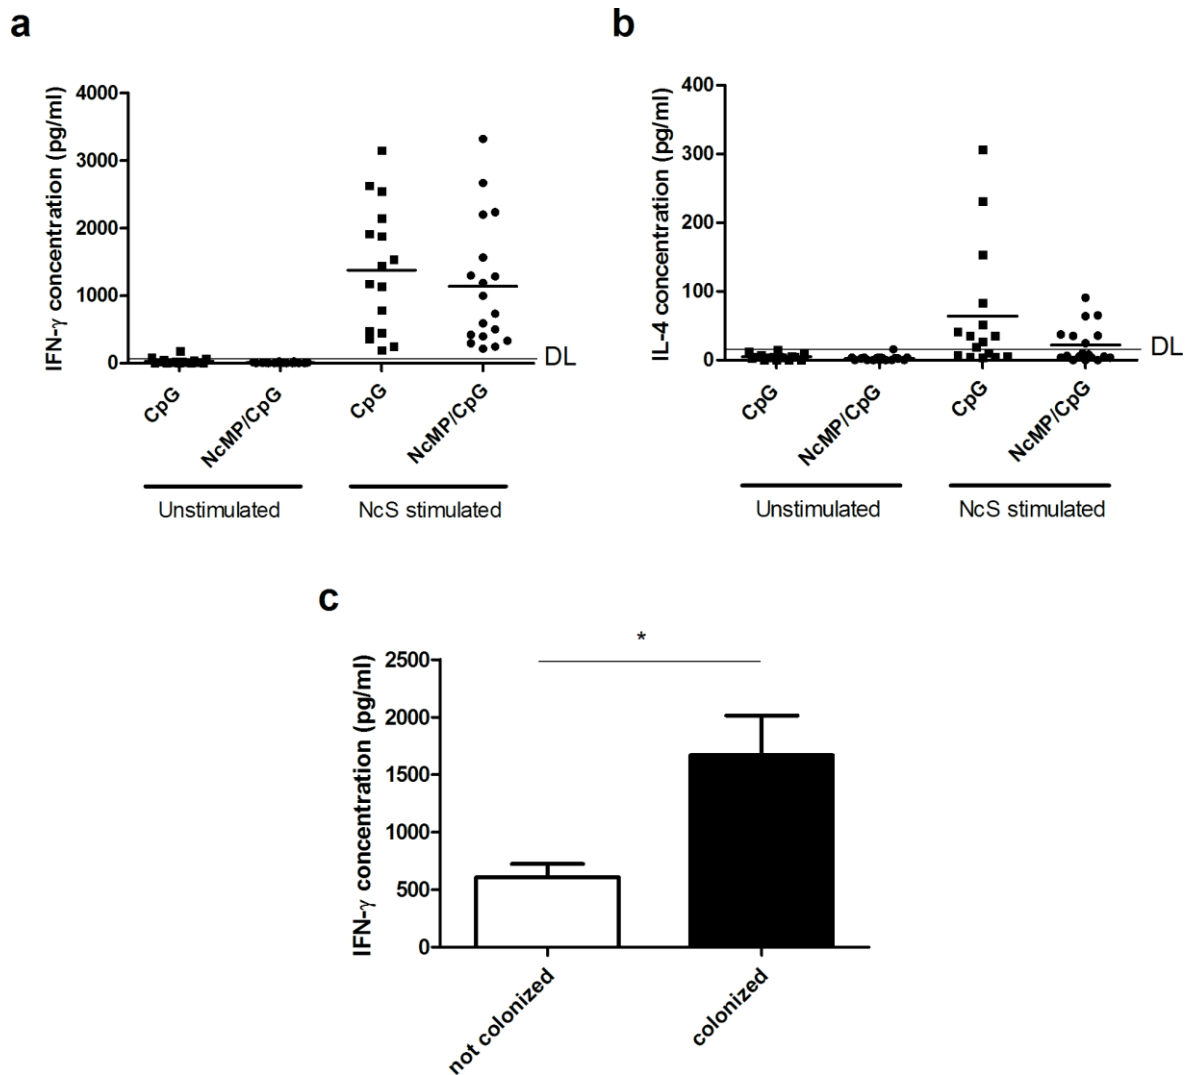 a
IFN-γ concentration (pg/ml)
4000
3000
2000
1000
0
DL
CpG
NcMP/CpG
CpG
NcMP/CpG
Unstimulated
NcS stimulated
b
IL-4 concentration (pg/ml)
400
300
200
100
0
DL
CpG
NcMP/CpG
CpG
NcMP/CpG
Unstimulated
NcS stimulated
c
*
IFN-γ concentration (pg/ml)
2500
2000
1500
1000
500
0
not colonized
colonized